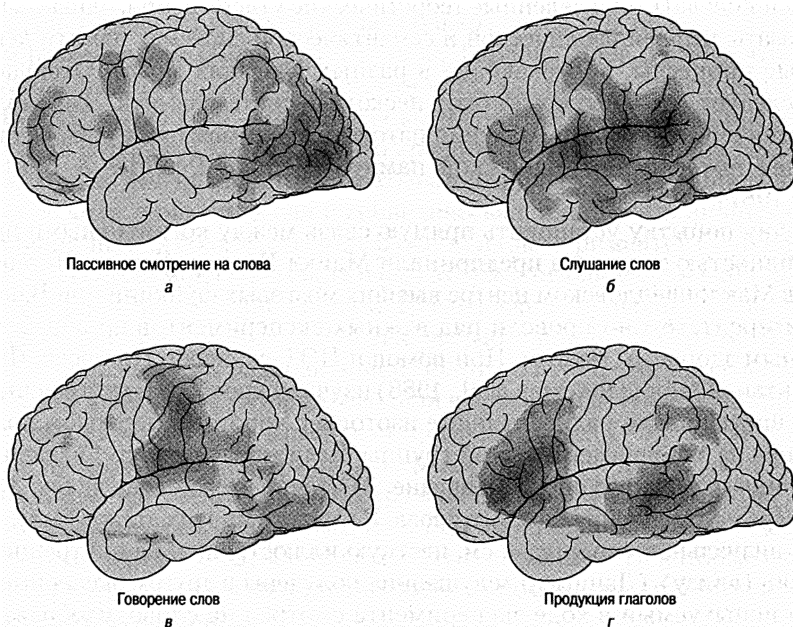 Пассивное смотрение на слова
а
Слушание слов
б
Говорение слов
в
Продукция глаголов
г